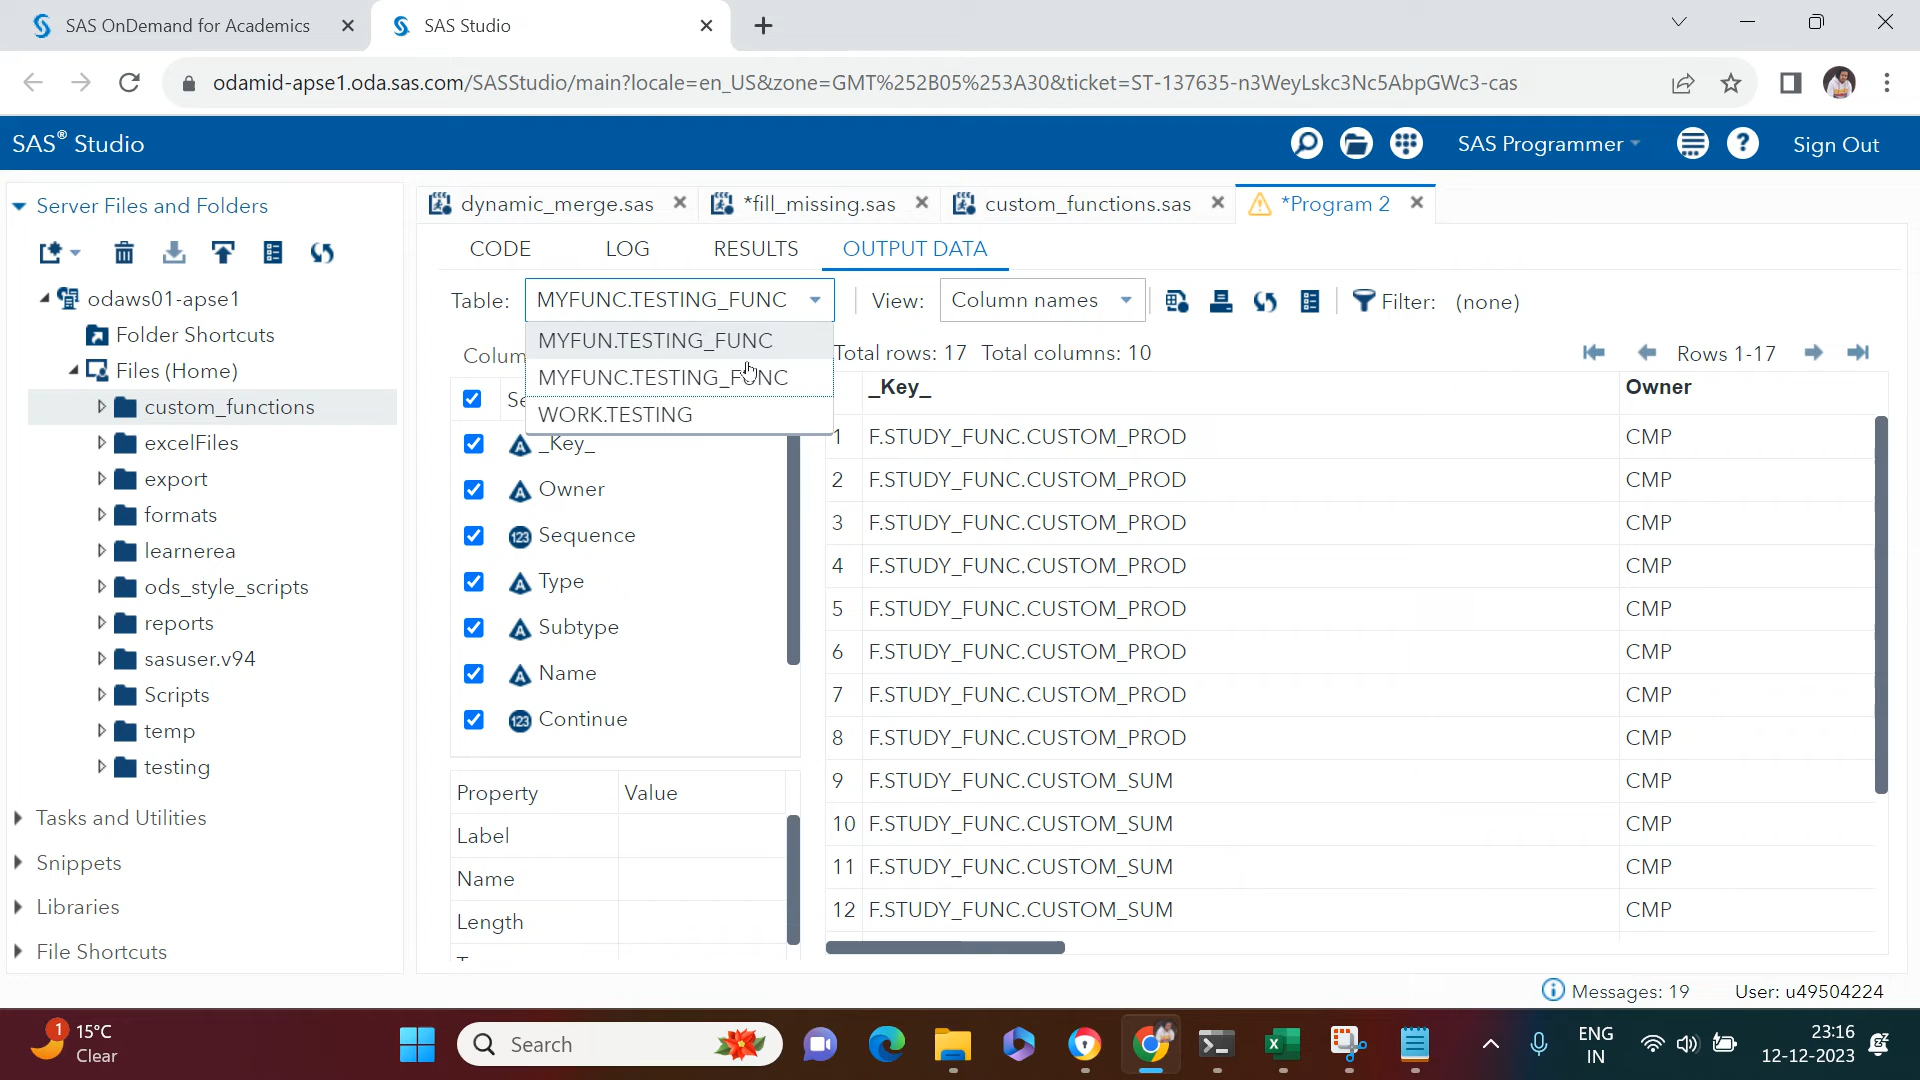 SAS OnDemand for Academics
SAS Studio
odamid-apse1.oda.sas.com/SASStudio/main?locale=en_US&zone=GMT%252B05%253A30&ticket=ST-137635-n3WeyLskc3Nc5AbpGWc3-cas
SAS® Studio
SAS Programmer
Sign Out
Server Files and Folders
odaws01-apse1
Folder Shortcuts
Files (Home)
custom_functions
excelFiles
export
formats
learnerea
ods_style_scripts
reports
sasuser.v94
Scripts
temp
testing
Tasks and Utilities
Snippets
Libraries
File Shortcuts
dynamic_merge.sas
*fill_missing.sas
custom_functions.sas
*Program 2
CODE LOG RESULTS OUTPUT DATA
Table: MYFUNC.TESTING_FUNC View: Column names Filter: (none)
MYFUN.TESTING_FUNC
MYFUNC.TESTING_FUNC
WORK.TESTING
Colum
Se
_Key_
Owner
Sequence
Type
Subtype
Name
Continue
Property Value
Label
Name
Length
Total rows: 17 Total columns: 10 Rows 1-17
_Key_ Owner
1 F.STUDY_FUNC.CUSTOM_PROD CMP
2 F.STUDY_FUNC.CUSTOM_PROD CMP
3 F.STUDY_FUNC.CUSTOM_PROD CMP
4 F.STUDY_FUNC.CUSTOM_PROD CMP
5 F.STUDY_FUNC.CUSTOM_PROD CMP
6 F.STUDY_FUNC.CUSTOM_PROD CMP
7 F.STUDY_FUNC.CUSTOM_PROD CMP
8 F.STUDY_FUNC.CUSTOM_PROD CMP
9 F.STUDY_FUNC.CUSTOM_SUM CMP
10 F.STUDY_FUNC.CUSTOM_SUM CMP
11 F.STUDY_FUNC.CUSTOM_SUM CMP
12 F.STUDY_FUNC.CUSTOM_SUM CMP
Messages: 19 User: u49504224
1 15°C
Clear
Search
ENG
IN
23:16
12-12-2023